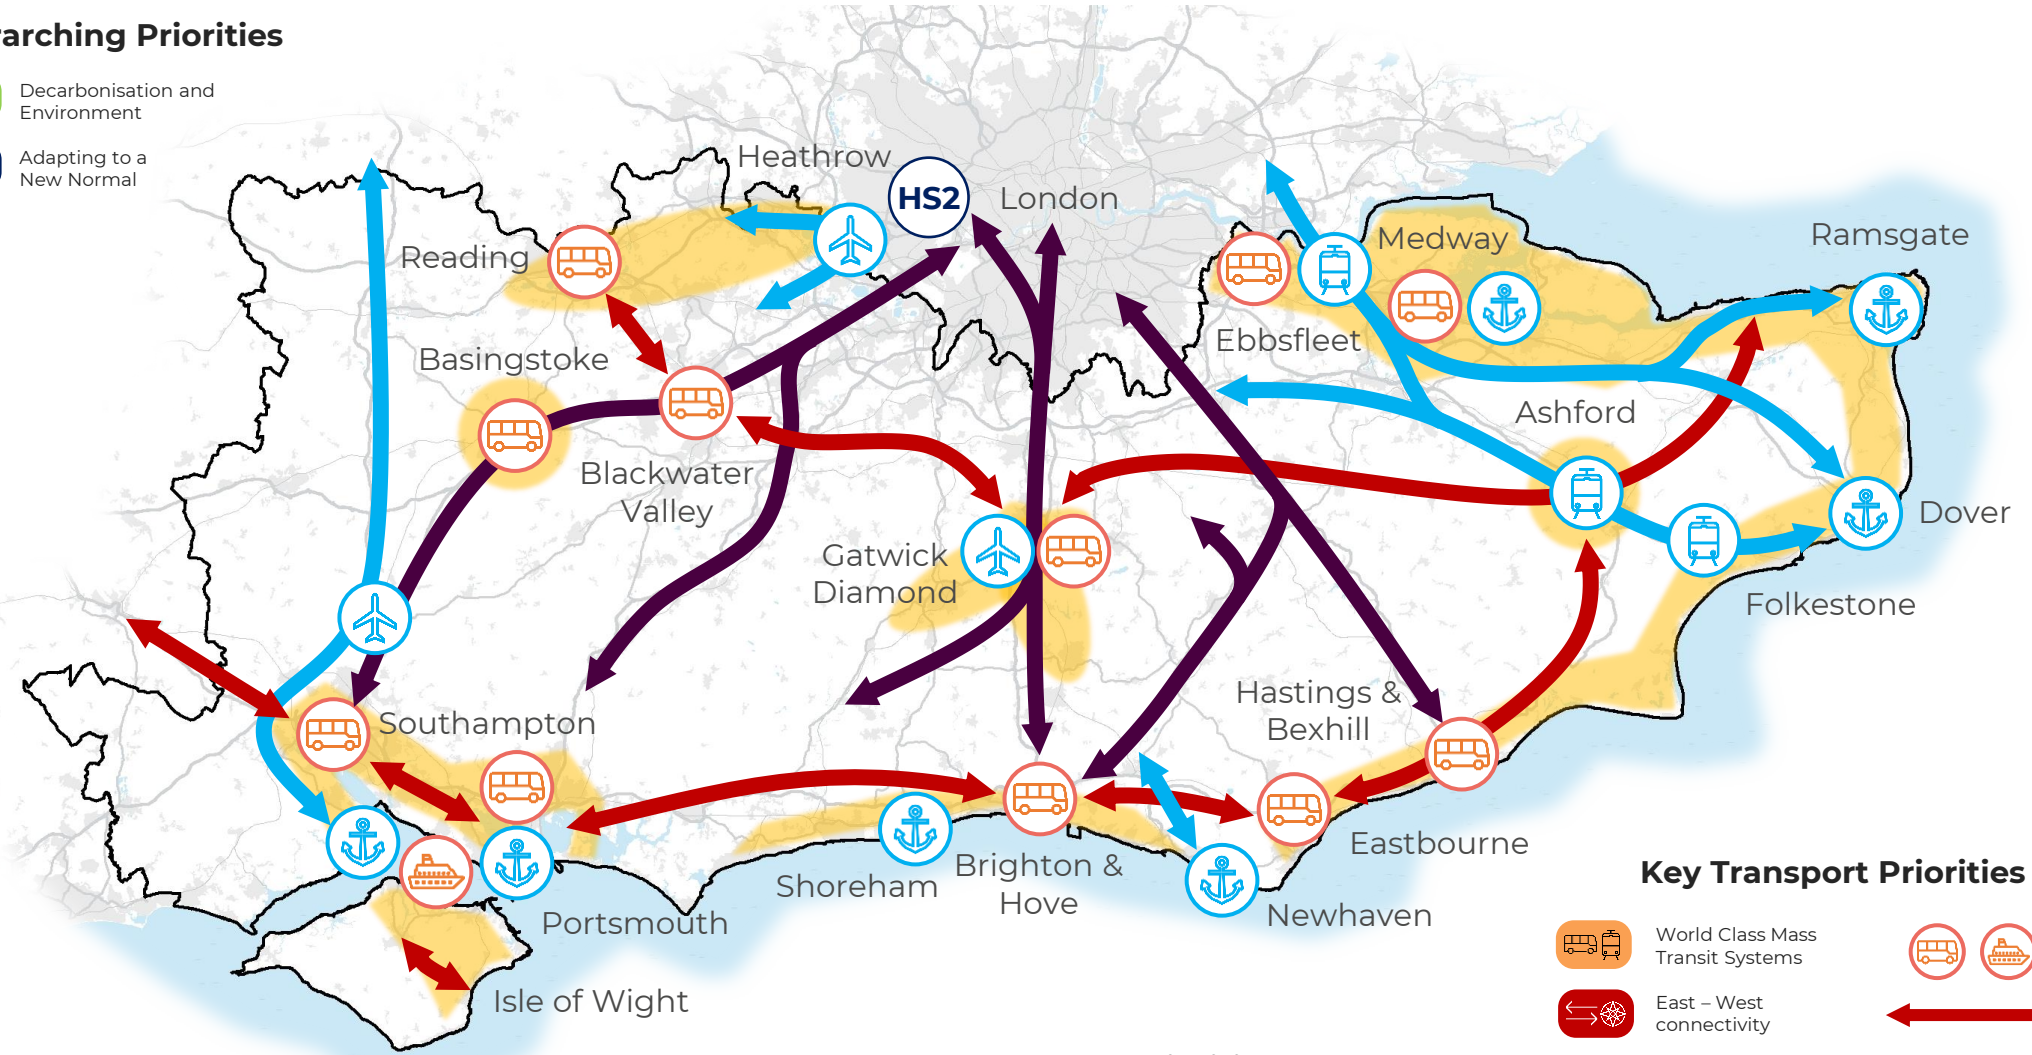 rarching Priorities
Decarbonisation and
Environment
Adapting to a
New Normal
Heathrow
HS2
London
Reading
Medway
Ramsgate
Basingstoke
Ebbsfleet
Ashford
Blackwater
Valley
Gatwick
Diamond
Dover
Folkestone
Southampton
Hastings &
Bexhill
Shoreham
Brighton &
Hove
Eastbourne
Newhaven
Portsmouth
Isle of Wight
Key Transport Priorities
World Class Mass
Transit Systems
East – West
connectivity